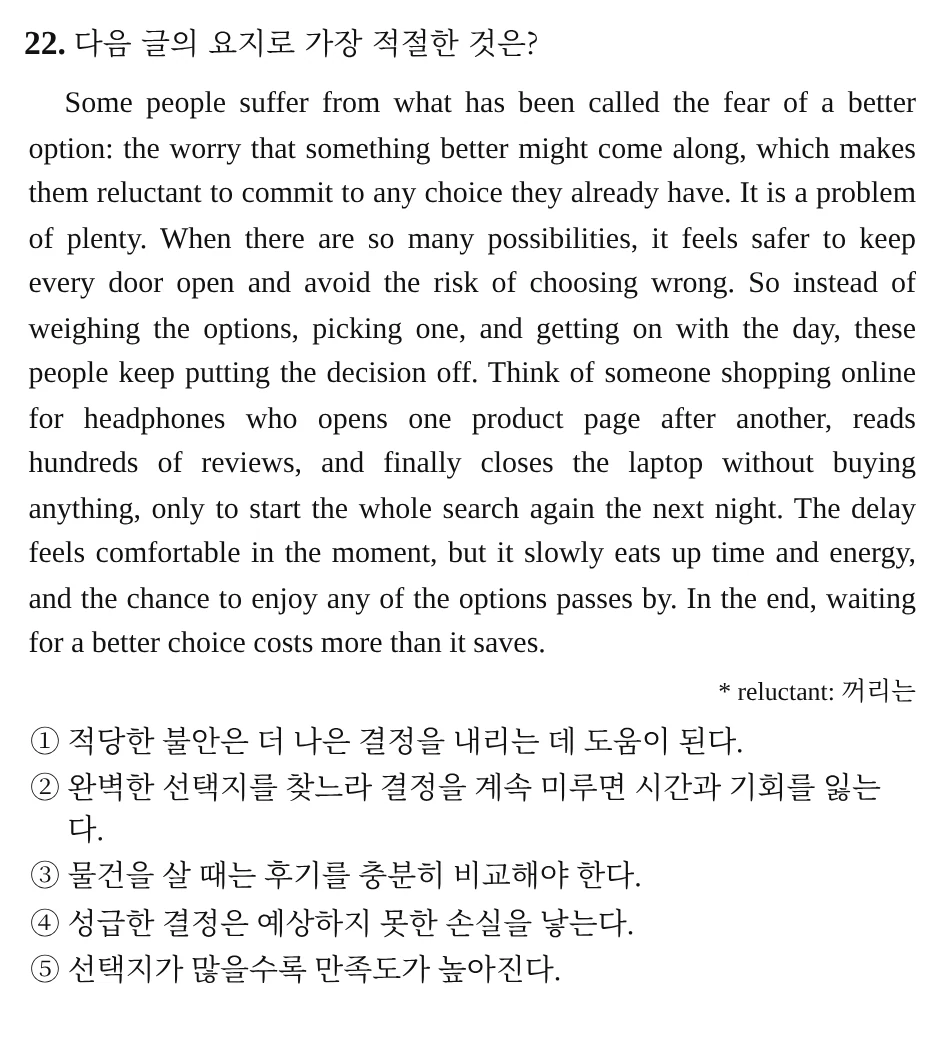 22. 다음 글의 요지로 가장 적절한 것은?
Some people suffer from what has been called the fear of a better
option: the worry that something better might come along, which makes
them reluctant to commit to any choice they already have. It is a problem
of plenty. When there are so many possibilities, it feels safer to keep
every door open and avoid the risk of choosing wrong. So instead of
weighing the options, picking one, and getting on with the day, these
people keep putting the decision off. Think of someone shopping online
for headphones who opens one product page after another, reads
hundreds of reviews, and finally closes the laptop without buying
anything, only to start the whole search again the next night. The delay
feels comfortable in the moment, but it slowly eats up time and energy,
and the chance to enjoy any of the options passes by. In the end, waiting
for a better choice costs more than it saves.
* reluctant: 꺼리는
① 적당한 불안은 더 나은 결정을 내리는 데 도움이 된다.
② 완벽한 선택지를 찾느라 결정을 계속 미루면 시간과 기회를 잃는
다.
③ 물건을 살 때는 후기를 충분히 비교해야 한다.
④ 성급한 결정은 예상하지 못한 손실을 낳는다.
⑤ 선택지가 많을수록 만족도가 높아진다.